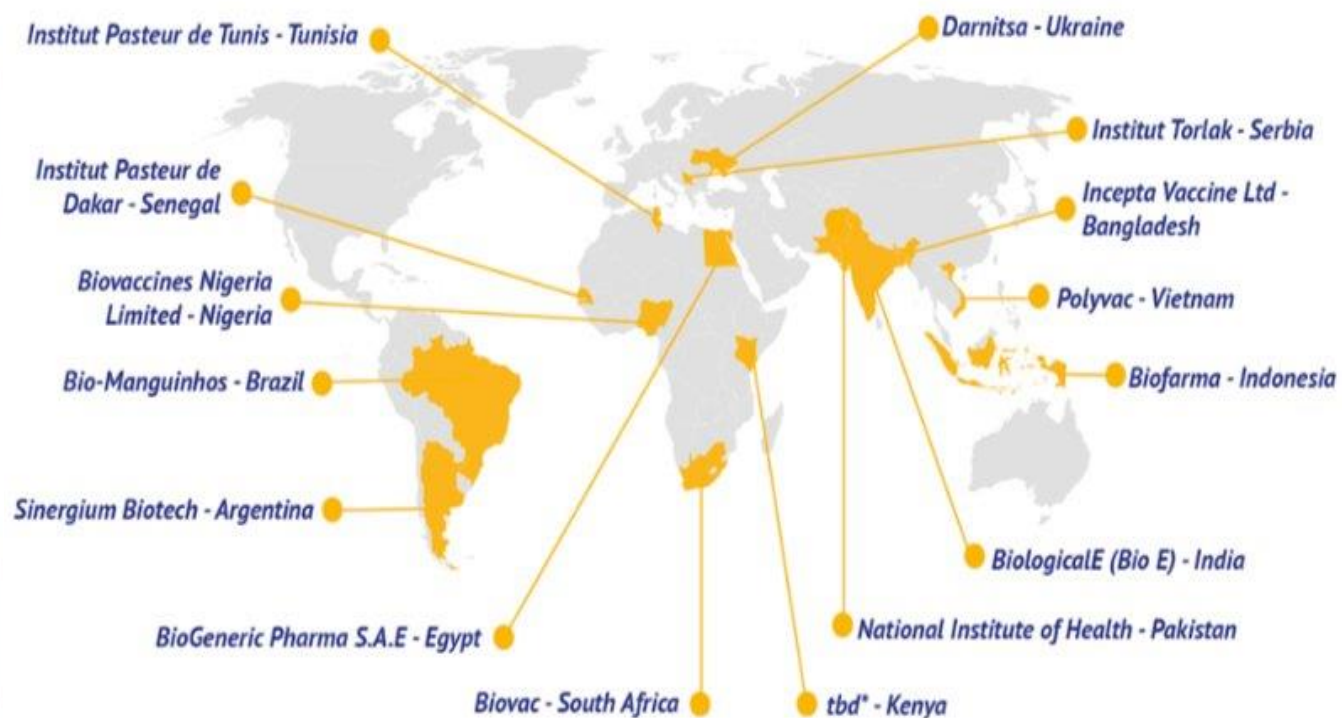 Institut Pasteur de Tunis - Tunisia
Darnitsa - Ukraine
Institut Torlak - Serbia
Institut Pasteur de
Dakar - Senegal
Incepta Vaccine Ltd -
Bangladesh
Biovaccines Nigeria
Limited - Nigeria
Polyvac - Vietnam
Bio-Manguinhos - Brazil
Biofarma - Indonesia
Sinergium Biotech - Argentina
BiologicalE (Bio E) - India
BioGeneric Pharma S.A.E - Egypt
National Institute of Health - Pakistan
Biovac - South Africa
tbd* - Kenya